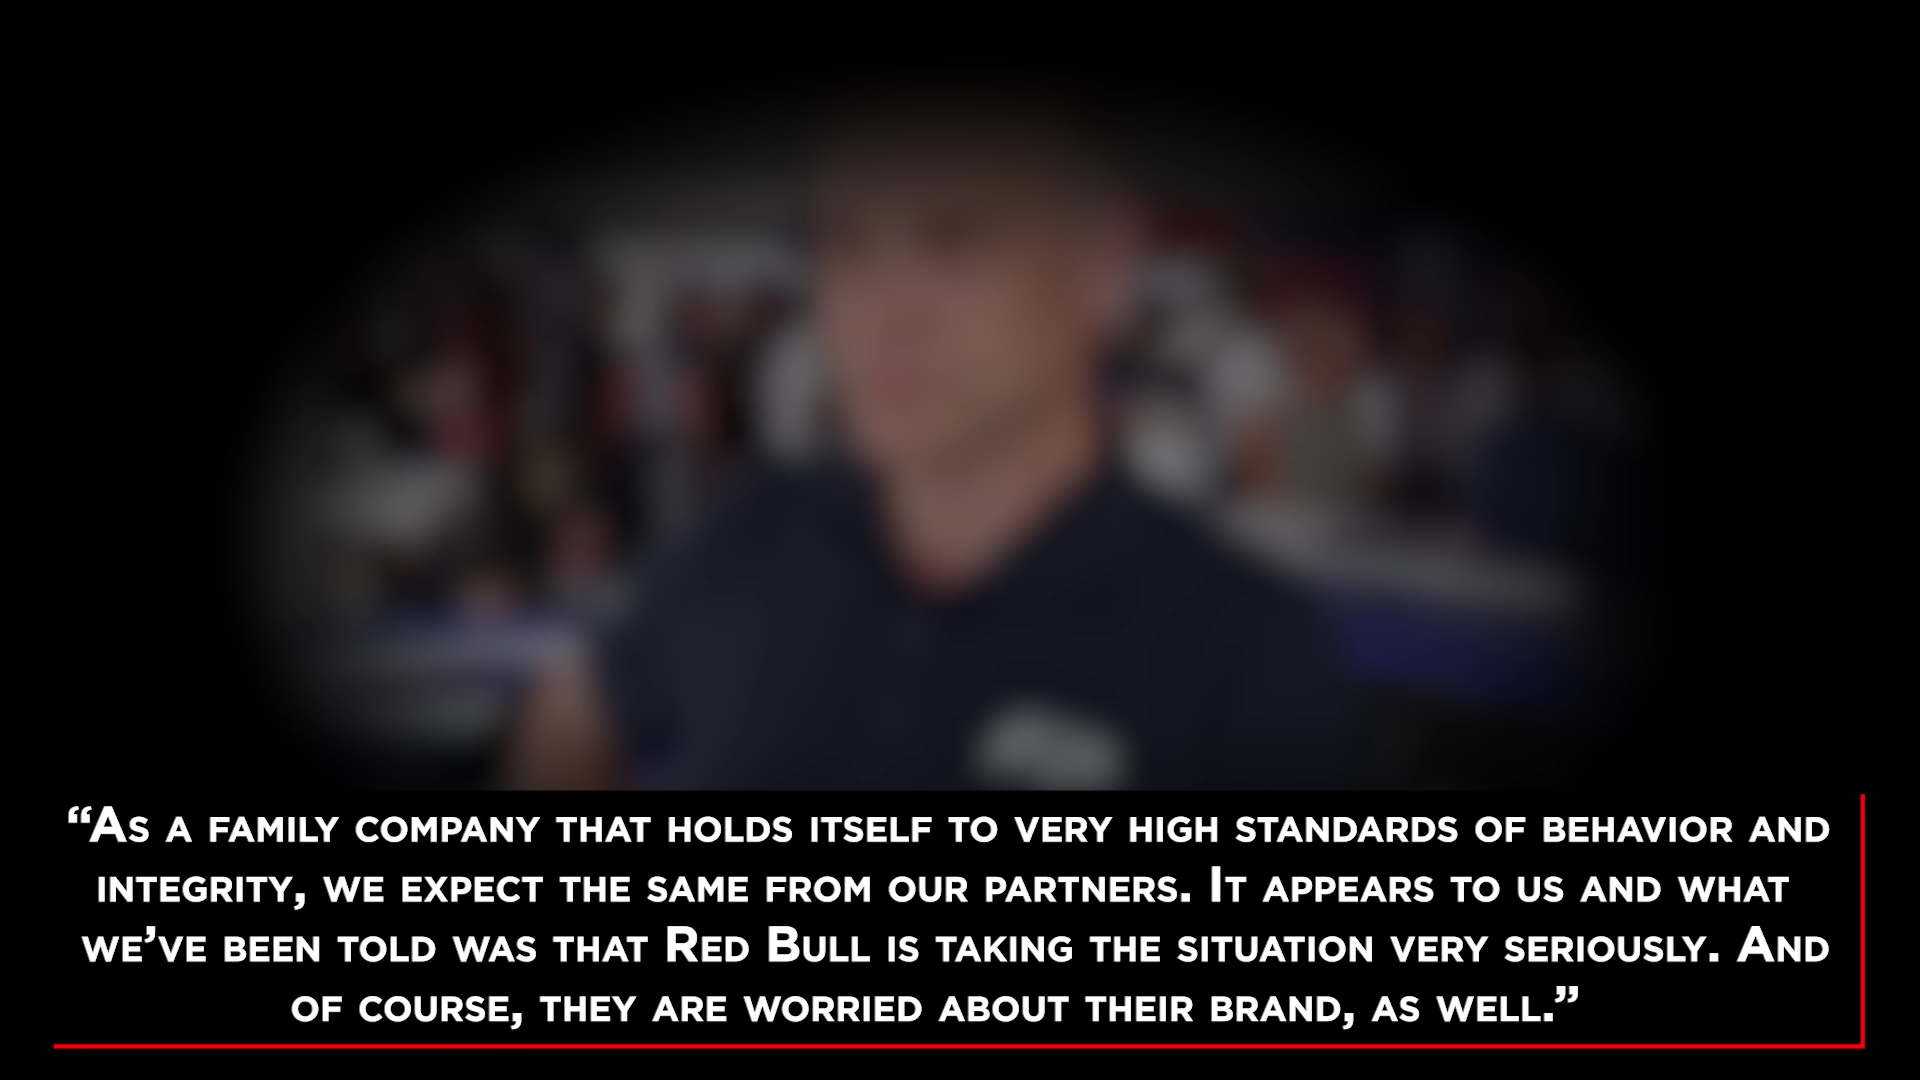 “As a family company that holds itself to very high standards of behavior and
integrity, we expect the same from our partners. It appears to us and what
we’ve been told was that Red Bull is taking the situation very seriously. And
of course, they are worried about their brand, as well.”